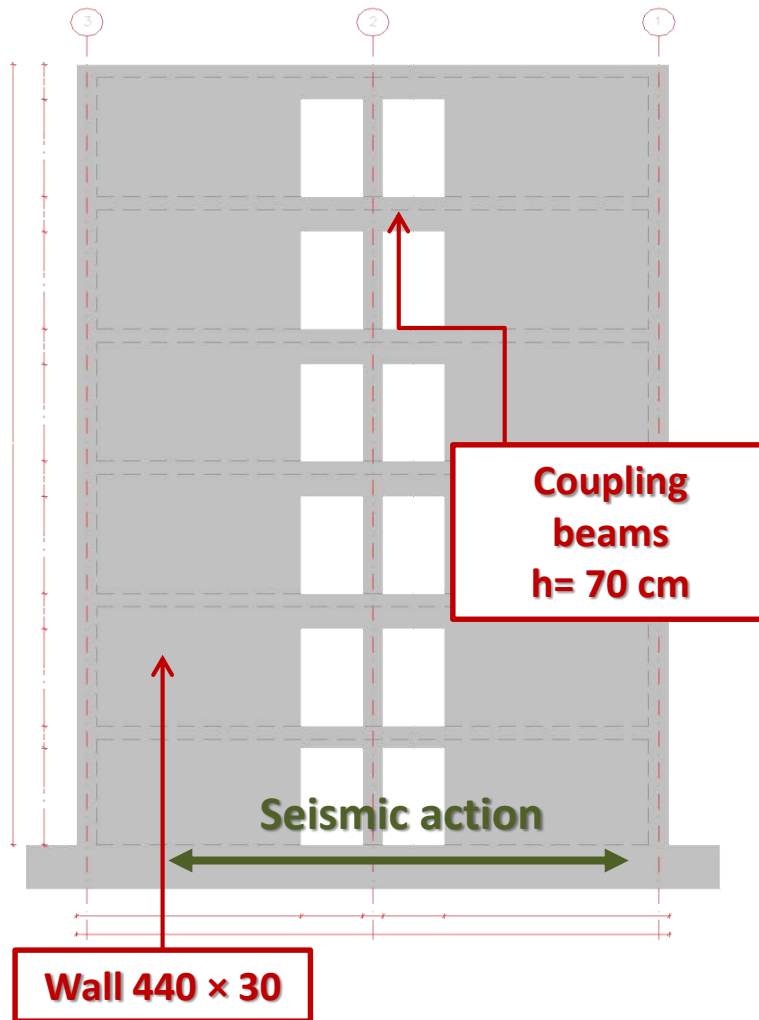 3
2
1
Coupling
beams
h= 70 cm
Seismic action
Wall 440 × 30